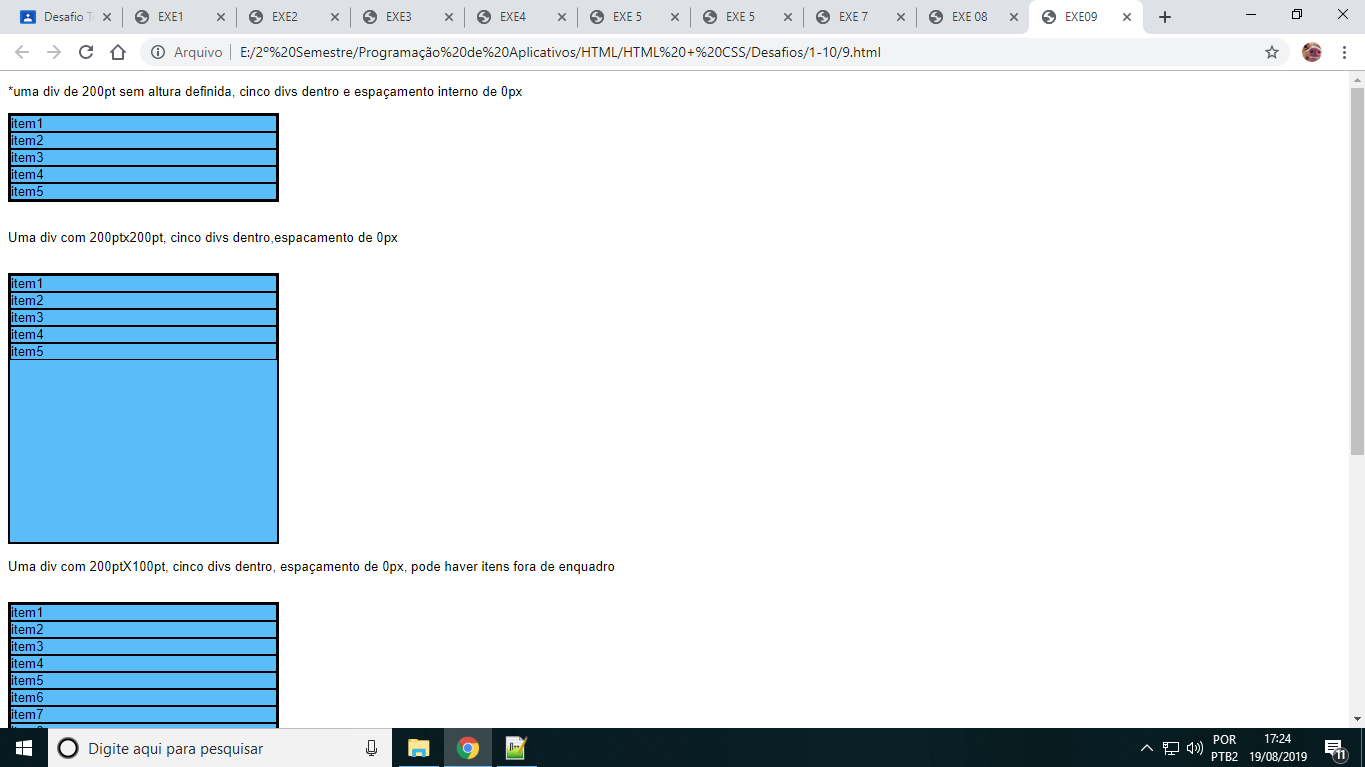 Desafio T
EXE1
EXE2
EXE3
EXE4
EXE 5
EXE 5
EXE 7
EXE 08
EXE09
Arquivo | E:/2º%20Semestre/Programação%20de%20Aplicativos/HTML/HTML%20+%20CSS/Desafios/1-10/9.html
*uma div de 200pt sem altura definida, cinco divs dentro e espaçamento interno de 0px
item1
item2
item3
item4
item5
Uma div com 200ptx200pt, cinco divs dentro,espacamento de 0px
item1
item2
item3
item4
item5
Uma div com 200ptX100pt, cinco divs dentro, espaçamento de 0px, pode haver itens fora de enquadro
item1
item2
item3
item4
item5
item6
item7
Digite aqui para pesquisar
POR
PTB2
17:24
19/08/2019
11